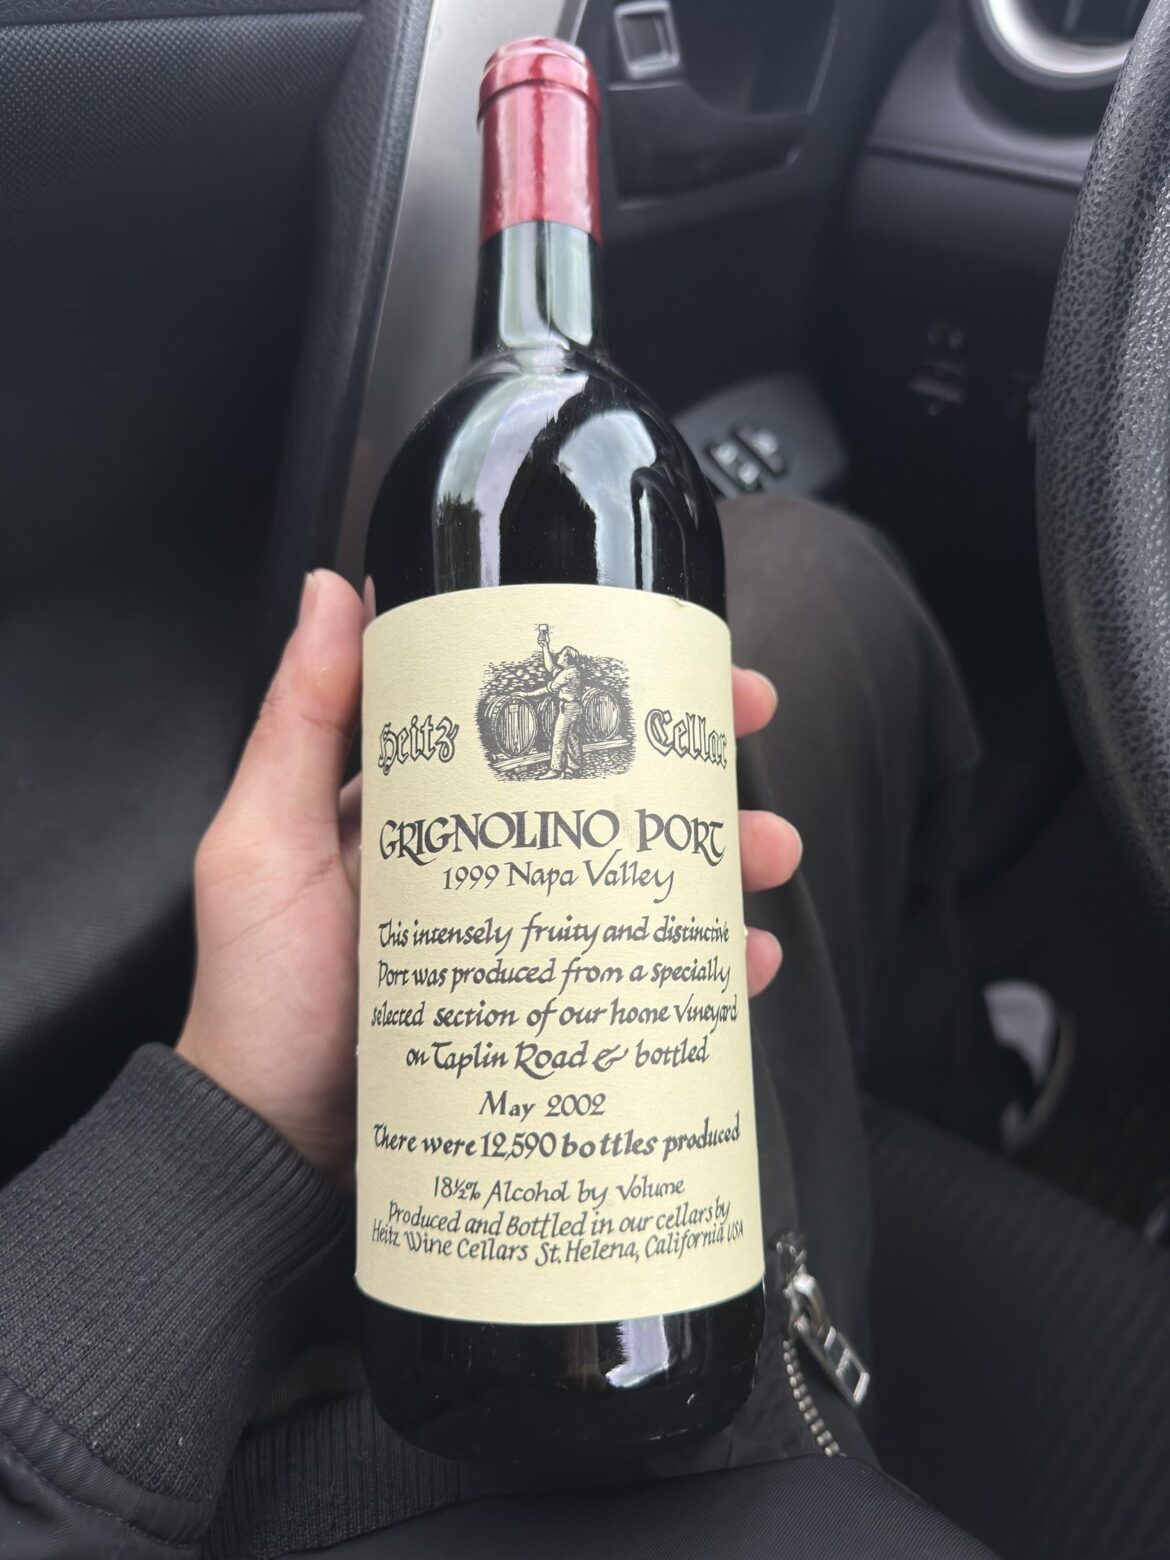 Heitz Cellar
GRIGNOLINO PORT
1999 Napa Valley
This intensely fruity and distinctive
Port was produced from a specially
selected section of our home vineyard
on Taplin Road & bottled
May 2002
There were 12,590 bottles produced
18½% Alcohol by Volume
Produced and Bottled in our cellars by
Heitz Wine Cellars St. Helena, California USA